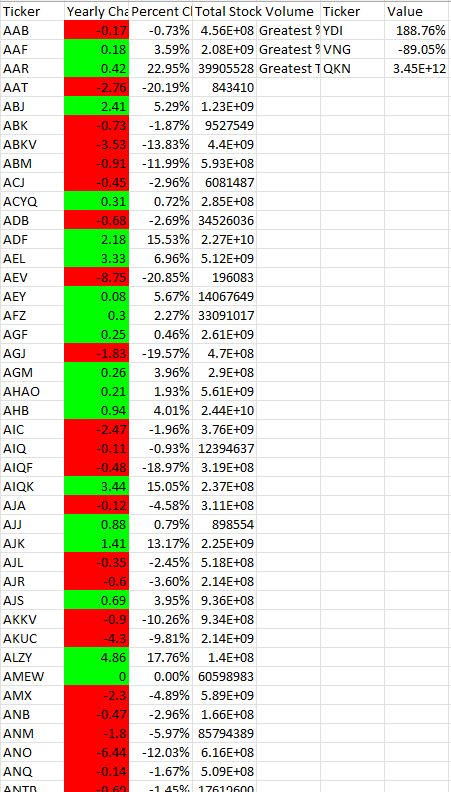 Ticker Yearly Cha Percent Cl Total Stock Volume Ticker Value
AAB -0.17 -0.73% 4.56E+08 Greatest % YDI 188.76%
AAF 0.18 3.59% 2.08E+09 Greatest % VNG -89.05%
AAR 0.42 22.95% 39905528 Greatest T QKN 3.45E+12
AAT -2.76 -20.19% 843410
ABJ 2.41 5.29% 1.23E+09
ABK -0.73 -1.87% 9527549
ABKV -3.53 -13.83% 4.4E+09
ABM -0.91 -11.99% 5.93E+08
ACJ -0.45 -2.96% 6081487
ACYQ 0.31 0.72% 2.85E+08
ADB -0.68 -2.69% 34526036
ADF 2.18 15.53% 2.27E+10
AEL 3.33 6.96% 5.12E+09
AEV -8.75 -20.85% 196083
AEY 0.08 5.67% 14067649
AFZ 0.3 2.27% 33091017
AGF 0.25 0.46% 2.61E+09
AGJ -1.83 -19.57% 4.7E+08
AGM 0.26 3.96% 2.9E+08
AHAO 0.21 1.93% 5.61E+09
AHB 0.94 4.01% 2.44E+10
AIC -2.47 -1.96% 3.76E+09
AIQ -0.11 -0.93% 12394637
AIQF -0.48 -18.97% 3.19E+08
AIQK 3.44 15.05% 2.37E+08
AJA -0.12 -4.58% 3.11E+08
AJJ 0.88 0.79% 898554
AJK 1.41 13.17% 2.25E+09
AJL -0.35 -2.45% 5.18E+08
AJR -0.6 -3.60% 2.14E+08
AJS 0.69 3.95% 9.36E+08
AKKV -0.9 -10.26% 9.34E+08
AKUC -4.3 -9.81% 2.14E+09
ALZY 4.86 17.76% 1.4E+08
AMEW 0 0.00% 60598983
AMX -2.3 -4.89% 5.89E+09
ANB -0.47 -2.96% 1.66E+08
ANM -1.8 -5.97% 85794389
ANO -6.44 -12.03% 6.16E+08
ANQ -0.14 -1.67% 5.09E+08
ANTB -0.69 -1.45% 17619600